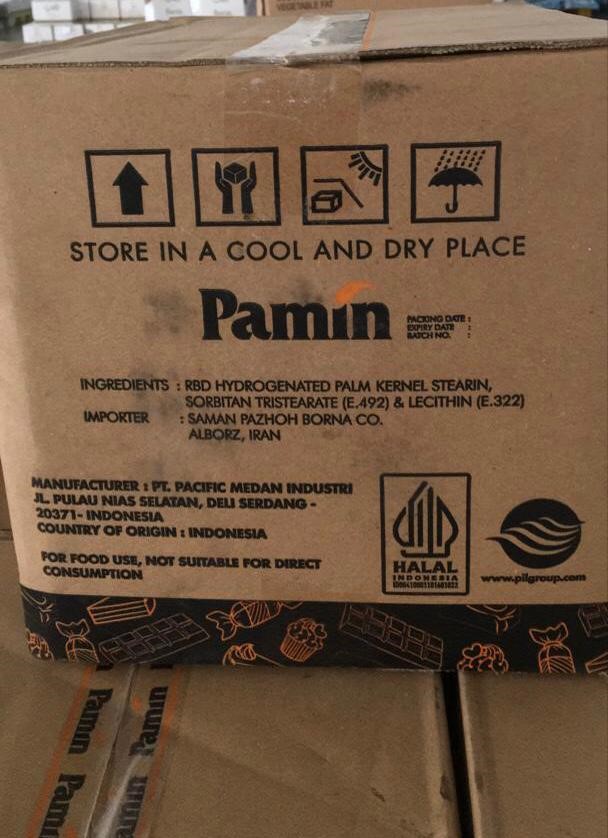 VEGETABLE FAT
STORE IN A COOL AND DRY PLACE
Pamin
PACKING DATE :
EXPIRY DATE :
BATCH NO. :
INGREDIENTS : RBD HYDROGENATED PALM KERNEL STEARIN,
SORBITAN TRISTEARATE (E.492) & LECITHIN (E.322)
IMPORTER : SAMAN PAZHOH BORNA CO.
ALBORZ, IRAN
MANUFACTURER : PT. PACIFIC MEDAN INDUSTRI
JL. PULAU NIAS SELATAN, DELI SERDANG -
20371- INDONESIA
COUNTRY OF ORIGIN : INDONESIA
FOR FOOD USE, NOT SUITABLE FOR DIRECT
CONSUMPTION
HALAL
INDONESIA
www.pilgroup.com
Pamin Pamin
Pamin